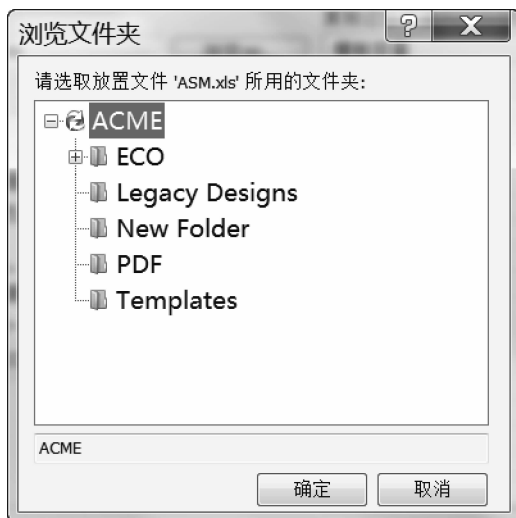 浏览文件夹
请选取放置文件 'ASM.xls' 所用的文件夹:
ACME
ECO
Legacy Designs
New Folder
PDF
Templates
ACME
确定 取消